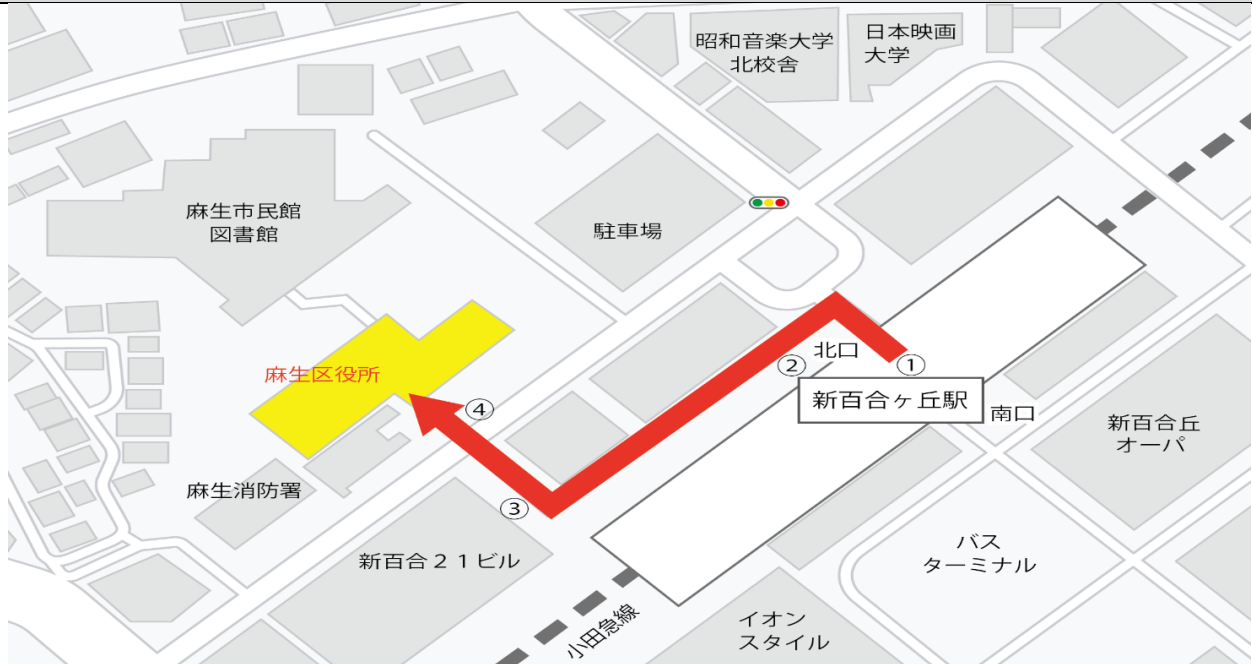 昭和音楽大学
北校舎
日本映画
大学
麻生市民館
図書館
駐車場
麻生区役所
② 北口 ①
新百合ヶ丘駅
南口
④
新百合丘
オーパ
麻生消防署
③
新百合21ビル
バス
ターミナル
小田急線
イオン
スタイル